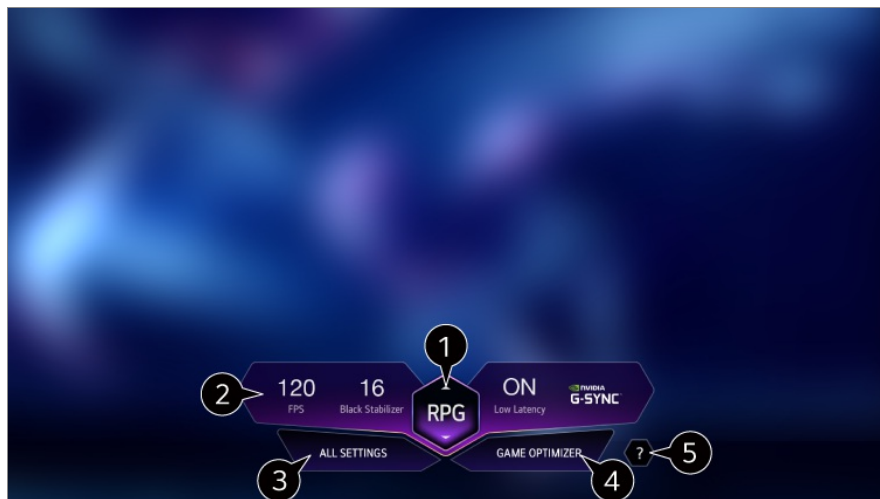 1
2
120
FPS
16
Black Stabilizer
RPG
ON
Low Latency
NVIDIA
G-SYNC
ALL SETTINGS
GAME OPTIMIZER
?
5
3
4